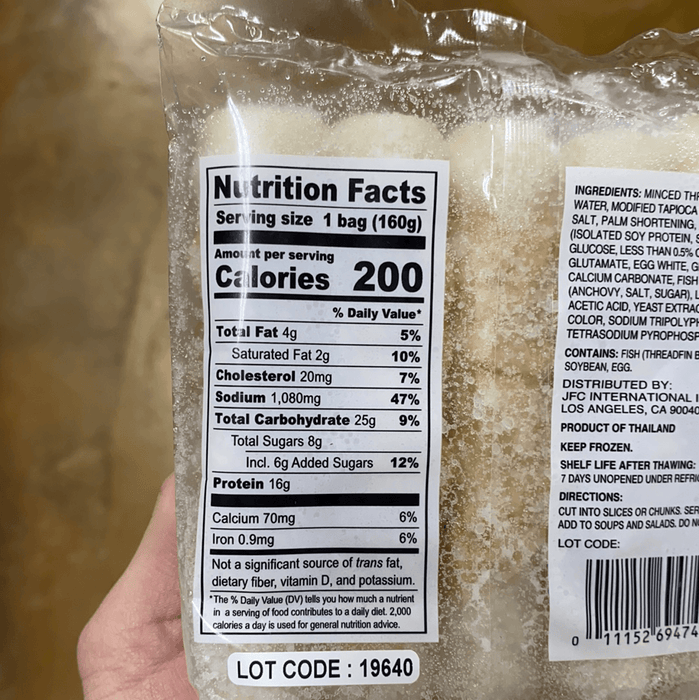 Nutrition Facts
Serving size 1 bag (160g)
Amount per serving
Calories 200
% Daily Value*
Total Fat 4g 5%
Saturated Fat 2g 10%
Cholesterol 20mg 7%
Sodium 1,080mg 47%
Total Carbohydrate 25g 9%
Total Sugars 8g
Incl. 6g Added Sugars 12%
Protein 16g
Calcium 70mg 6%
Iron 0.9mg 6%
Not a significant source of trans fat,
dietary fiber, vitamin D, and potassium.
*The % Daily Value (DV) tells you how much a nutrient
in a serving of food contributes to a daily diet. 2,000
calories a day is used for general nutrition advice.
LOT CODE : 19640
INGREDIENTS: MINCED
WATER, MODIFIED TAPIOCA
SALT, PALM SHORTENING,
(ISOLATED SOY PROTEIN,
GLUCOSE, LESS THAN 0.5%
GLUTAMATE, EGG WHITE,
CALCIUM CARBONATE, FISH
(ANCHOVY, SALT, SUGAR),
ACETIC ACID, YEAST
COLOR, SODIUM
TETRASODIUM
CONTAINS: FISH (THREADFIN
SOYBEAN, EGG.
DISTRIBUTED BY:
JFC INTERNATIONAL
LOS ANGELES, CA 90040
PRODUCT OF THAILAND
KEEP FROZEN.
SHELF LIFE AFTER THAWING:
7 DAYS UNOPENED UNDER
DIRECTIONS:
CUT INTO SLICES OR CHUNKS.
ADD TO SOUPS AND SALADS. DO
LOT CODE:
0 11152 69474